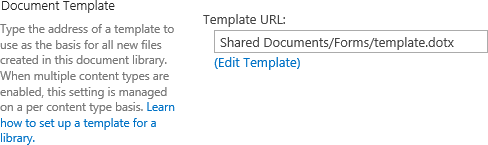 Document Template
Type the address of a template to
use as the basis for all new files
created in this document library.
When multiple content types are
enabled, this setting is managed
on a per content type basis. Learn
how to set up a template for a
library.
Template URL:
Shared Documents/Forms/template.dotx
(Edit Template)